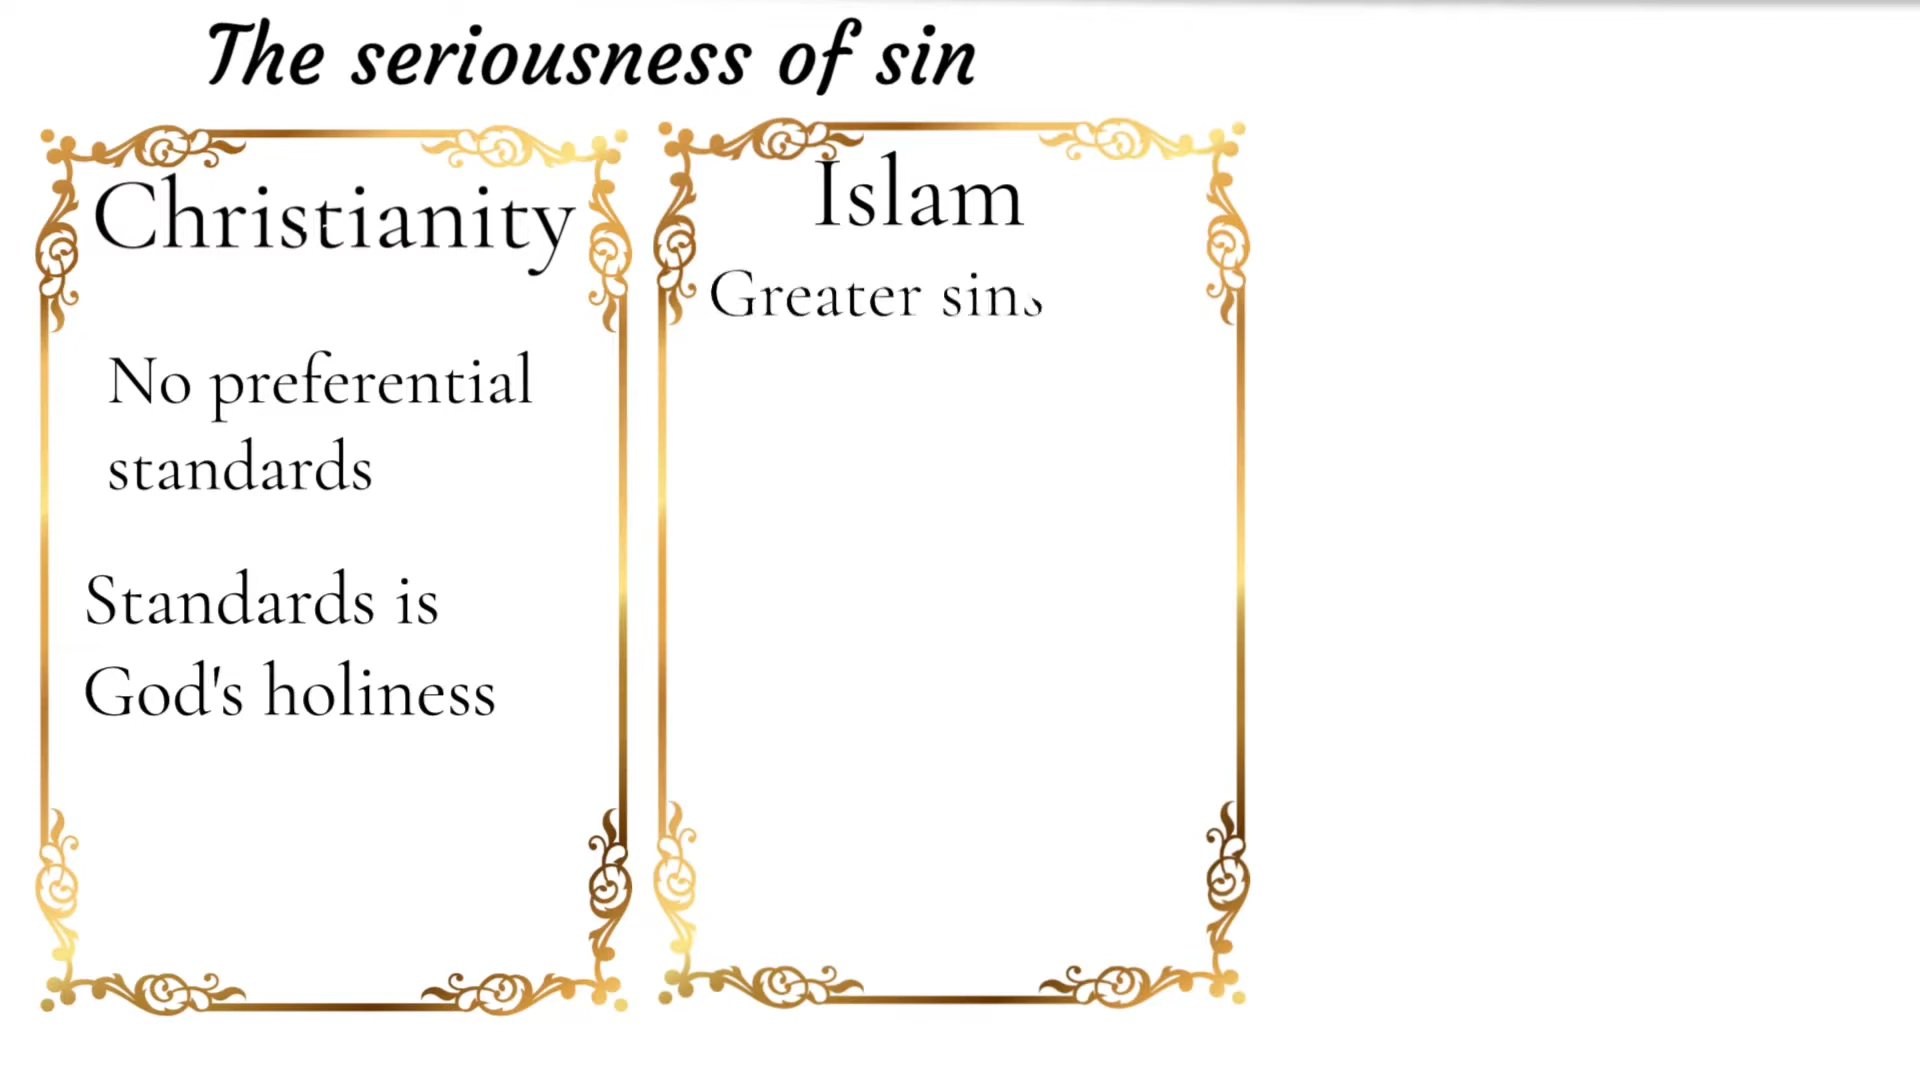 The seriousness of sin
Christianity
No preferential
standards
Standards is
God's holiness
Islam
Greater sins